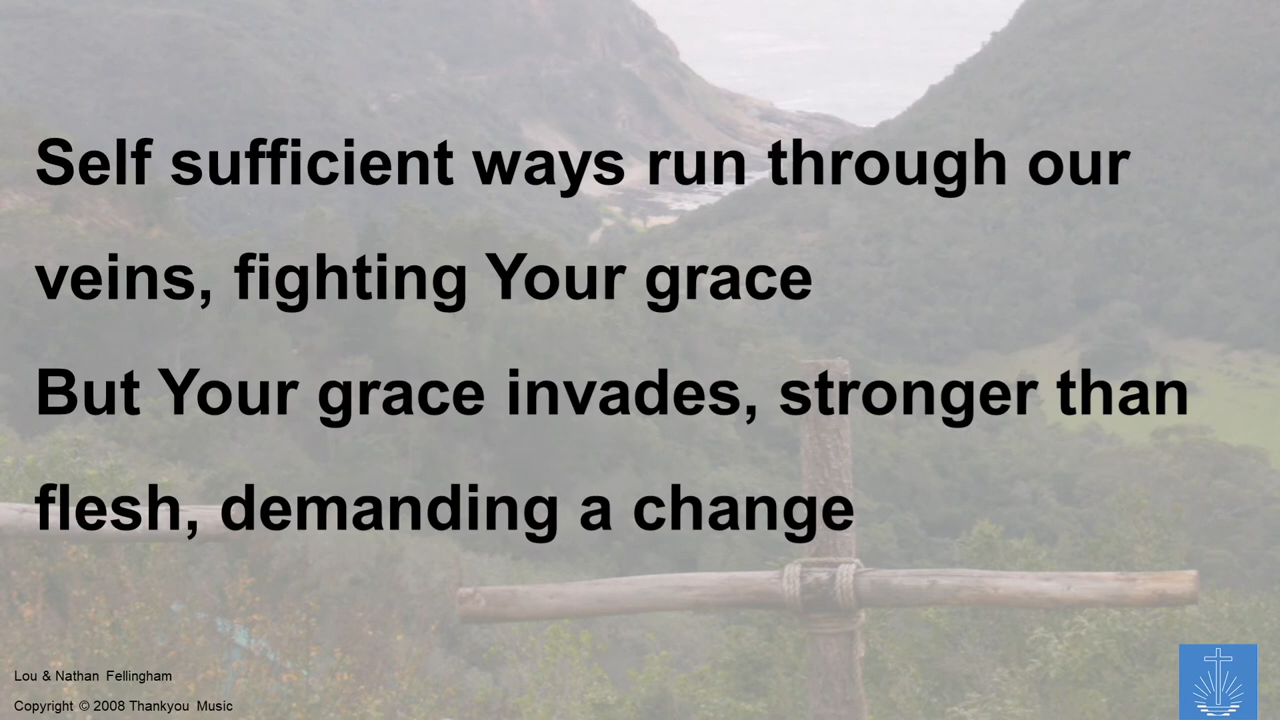 Self sufficient ways run through our
veins, fighting Your grace
But Your grace invades, stronger than
flesh, demanding a change
Lou & Nathan Fellingham
Copyright © 2008 Thankyou Music